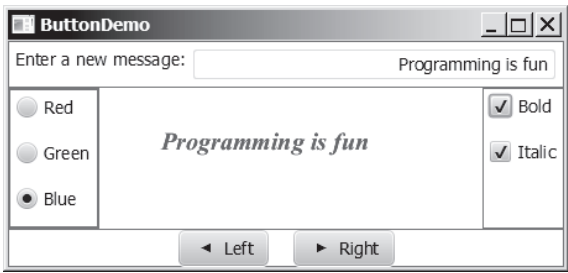 ButtonDemo
Enter a new message: Programming is fun
Red
Green
Blue
Programming is fun
Bold
Italic
Left Right